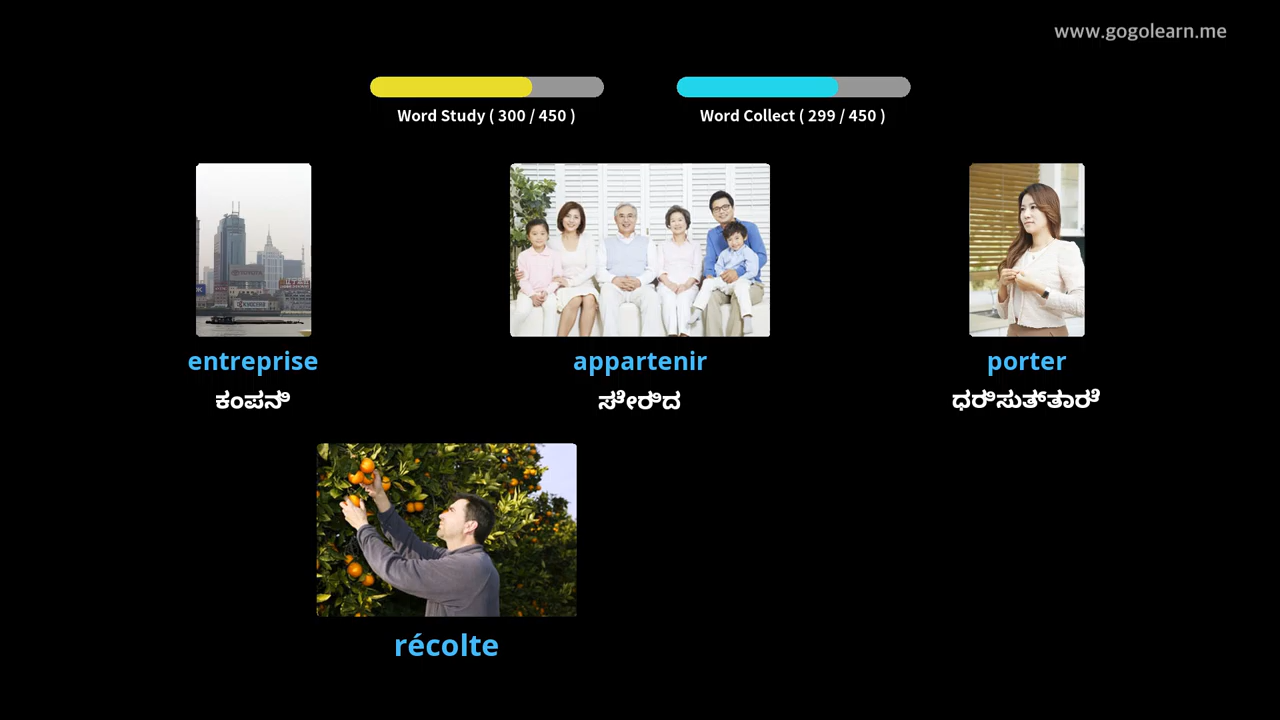 www.gogolearn.me
Word Study ( 300 / 450 )
Word Collect ( 299 / 450 )
entreprise
appartenir
porter
ಕಂಪನಿ
ಸೇರಿದ
ಧರಿಸುತ್ತಾರೆ
récolte